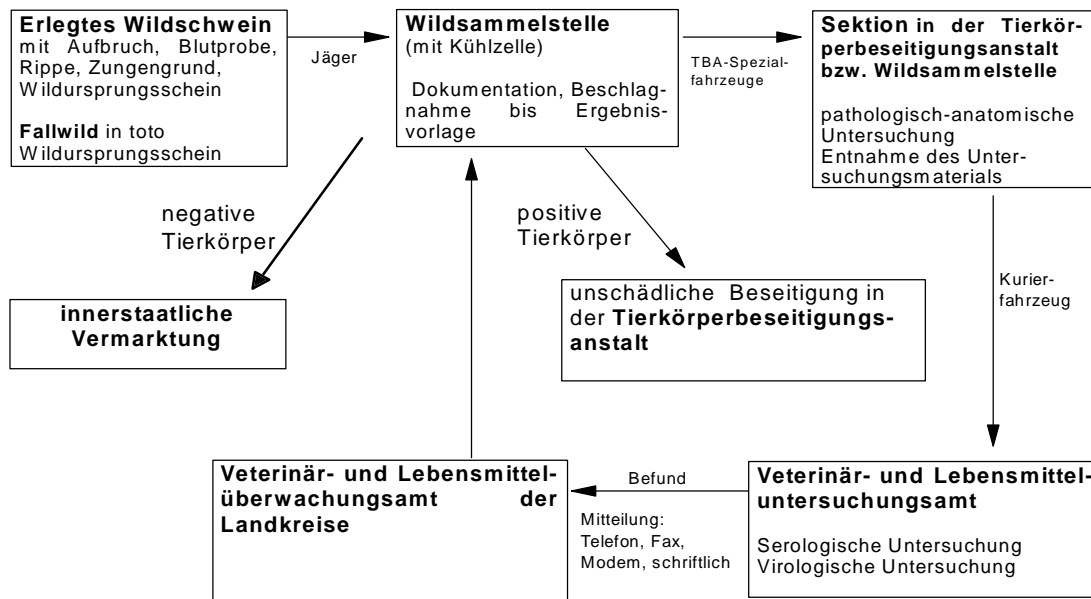 Erlegtes Wildschwein
mit Aufbruch, Blutprobe,
Rippe, Zungengrund,
Wildursprungsschein
Fallwild in toto
Wildursprungsschein
Jäger
Wildsammelstelle
(mit Kühlzelle)
Dokumentation, Beschlag-
nahme bis Ergebnis-
vorlage
TBA-Spezial-
fahrzeuge
Sektion in der Tierkör-
perbeseitigungsanstalt
bzw. Wildsammelstelle
pathologisch-anatomische
Untersuchung
Entnahme des Unter-
suchungsmaterials
negative
Tierkörper
positive
Tierkörper
Kurier-
fahrzeug
innerstaatliche
Vermarktung
unschädliche Beseitigung in
der Tierkörperbeseitigungs-
anstalt
Veterinär- und Lebensmittel-
überwachungsamt der
Landkreise
Befund
Mitteilung:
Telefon, Fax,
Modem, schriftlich
Veterinär- und Lebensmittel-
untersuchungsamt
Serologische Untersuchung
Virologische Untersuchung